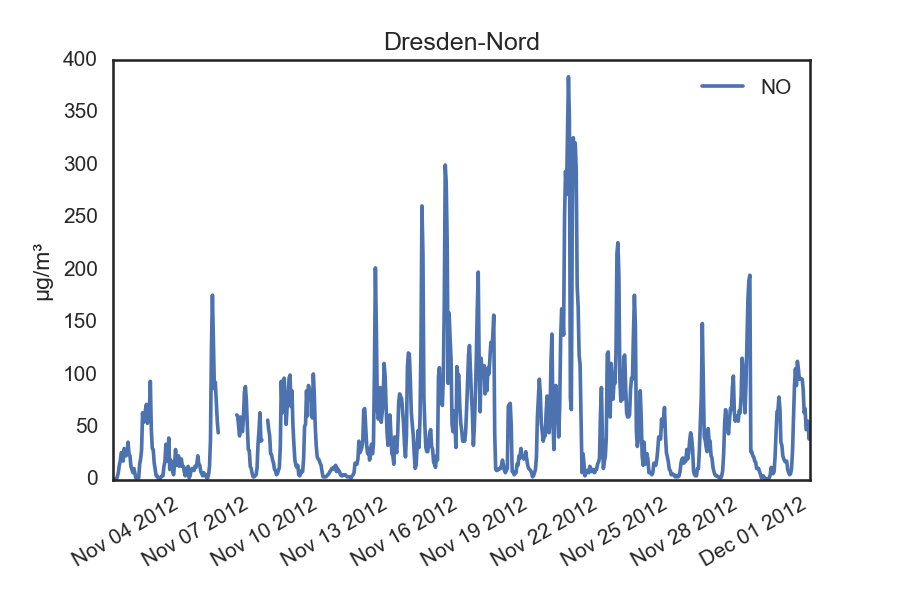 Dresden-Nord
400
350
300
250
200
150
100
50
0
µg/m³
NO
Nov 04 2012
Nov 07 2012
Nov 10 2012
Nov 13 2012
Nov 16 2012
Nov 19 2012
Nov 22 2012
Nov 25 2012
Nov 28 2012
Dec 01 2012